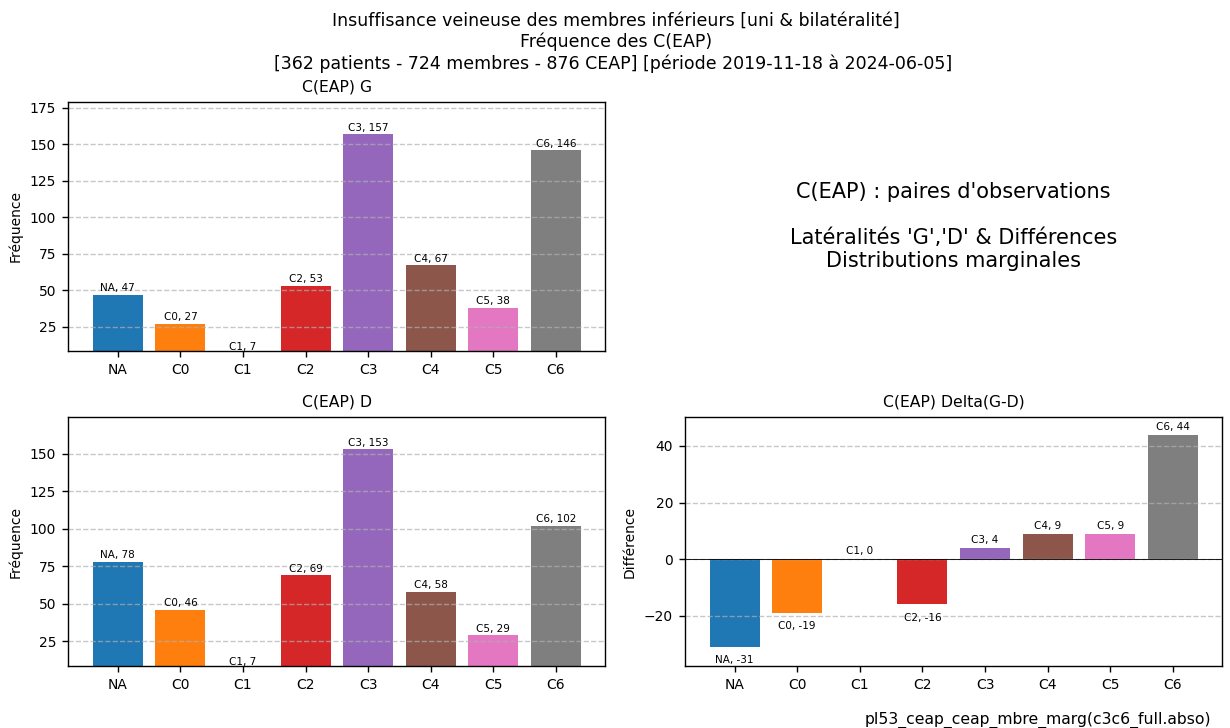 Insuffisance veineuse des membres inférieurs [uni & bilatéralité]
Fréquence des C(EAP)
[362 patients - 724 membres - 876 CEAP] [période 2019-11-18 à 2024-06-05]
C(EAP) G
Fréquence
175
150
125
100
75
50
25
NA, 47
C0, 27
C1, 7
C2, 53
C3, 157
C4, 67
C5, 38
C6, 146
NA C0 C1 C2 C3 C4 C5 C6
C(EAP) : paires d'observations
Latéralités 'G','D' & Différences
Distributions marginales
C(EAP) D
Fréquence
150
125
100
75
50
25
NA, 78
C0, 46
C1, 7
C2, 69
C3, 153
C4, 58
C5, 29
C6, 102
NA C0 C1 C2 C3 C4 C5 C6
C(EAP) Delta(G-D)
Différence
40
20
0
−20
NA, -31
C0, -19
C1, 0
C2, -16
C3, 4
C4, 9
C5, 9
C6, 44
NA C0 C1 C2 C3 C4 C5 C6
pl53_ceap_ceap_mbre_marg(c3c6_full.abso)